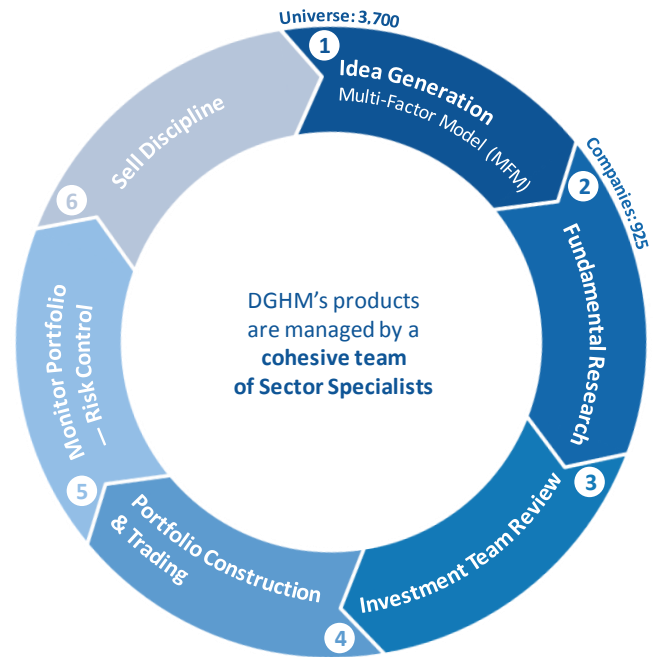 Universe: 3,700
1
Idea Generation
Multi-Factor Model (MFM)
Companies: 925
2
Fundamental Research
3
Investment Team Review
4
Portfolio Construction
& Trading
5
Monitor Portfolio
— Risk Control
6
Sell Discipline
DGHM’s products
are managed by a
cohesive team
of Sector Specialists